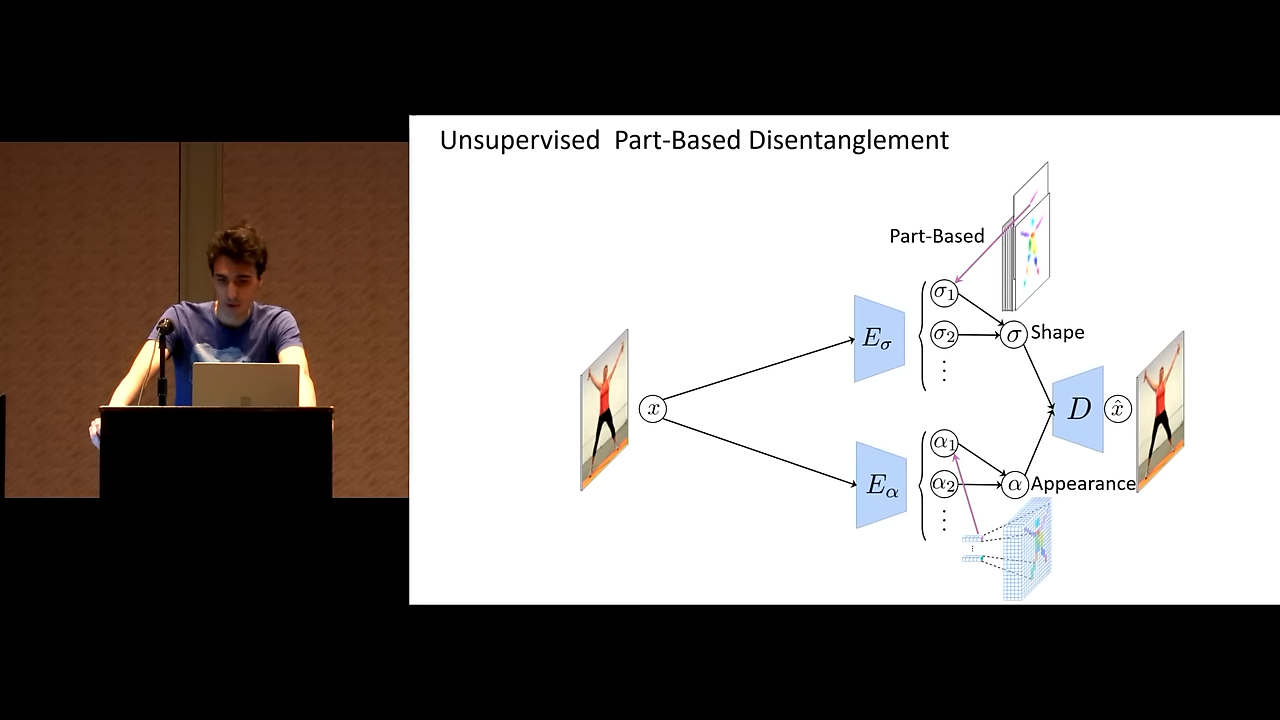 Unsupervised Part-Based Disentanglement
Part-Based
σ1
Eσ
σ2
σ
Shape
⋮
x
D
x̂
α1
Eα
α2
α
Appearance
⋮